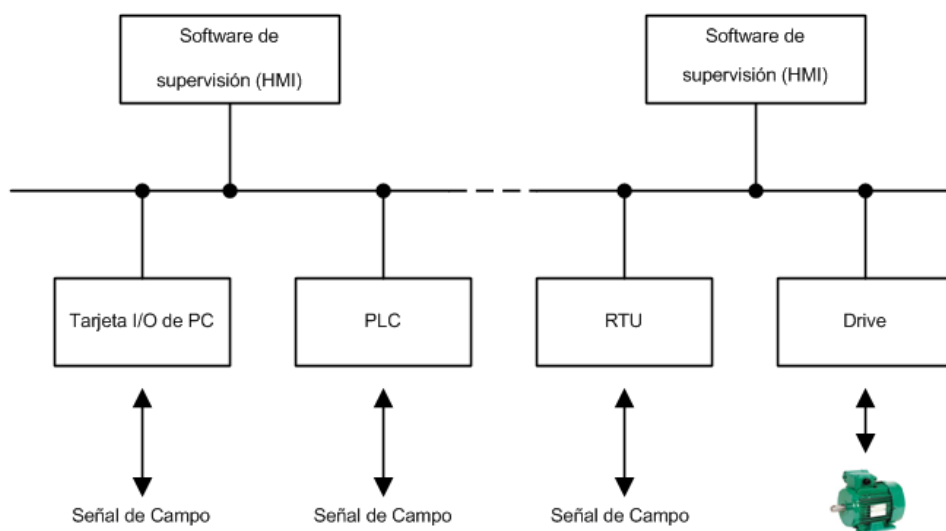 Software de
supervisión (HMI)
Software de
supervisión (HMI)
Tarjeta I/O de PC
PLC
RTU
Drive
Señal de Campo
Señal de Campo
Señal de Campo